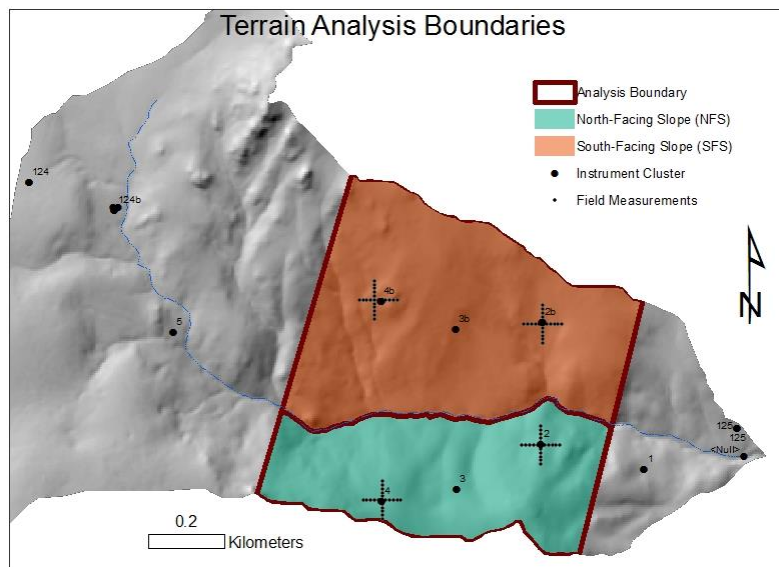 Terrain Analysis Boundaries
Analysis Boundary
North-Facing Slope (NFS)
South-Facing Slope (SFS)
Instrument Cluster
Field Measurements
124
124b
5
4b
3b
2b
N
2
3
4
1
125
125
<Null>
0.2
Kilometers